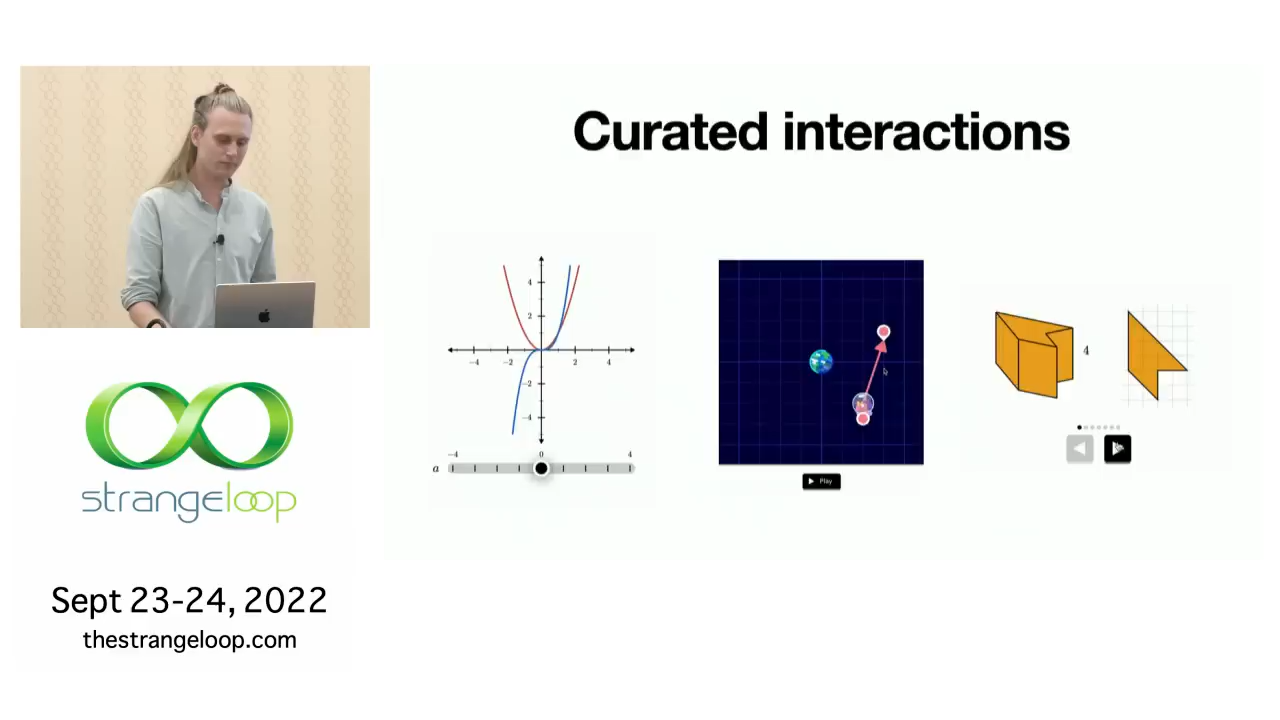 Curated interactions
4
2
−4
−2
2
4
−2
−4
−4
0
4
a
Play
4
strangeloop
Sept 23-24, 2022
thestrangeloop.com